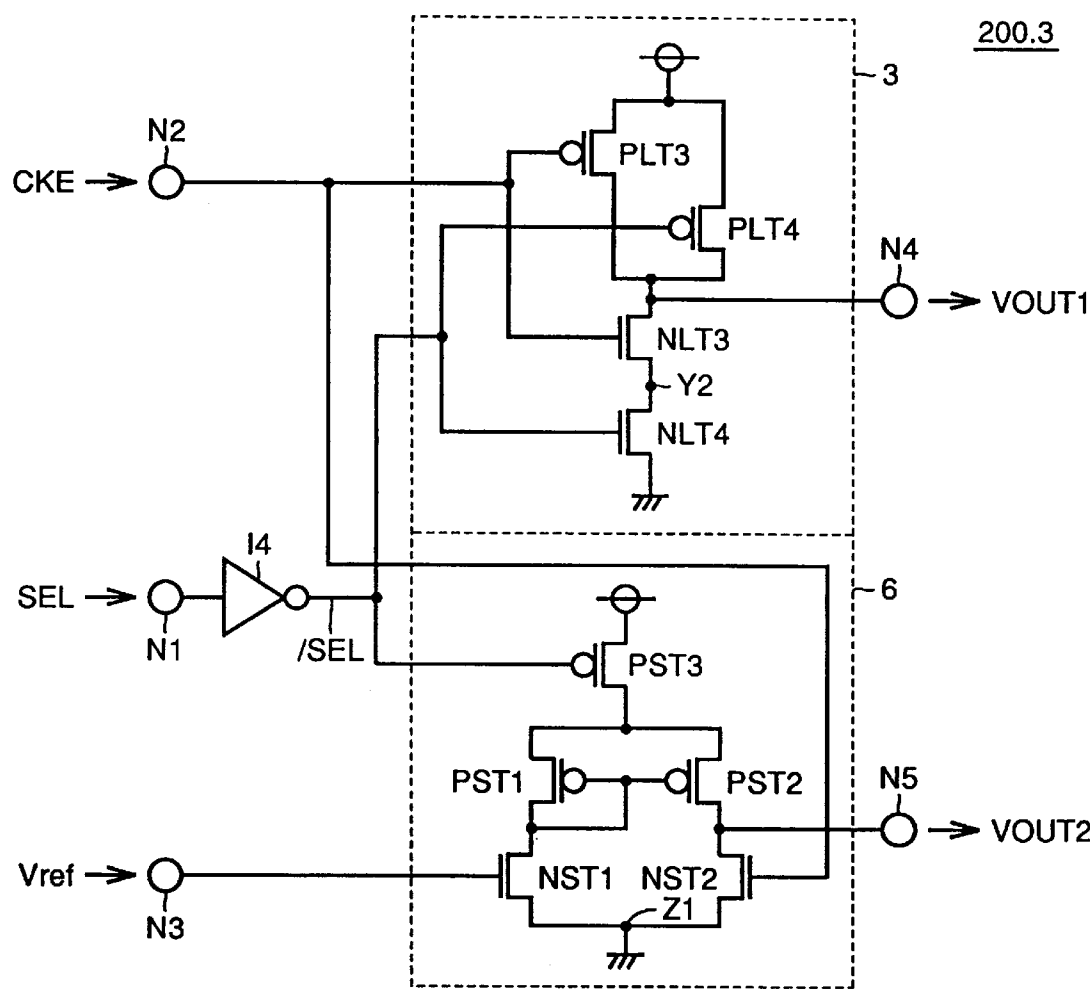 200.3
3
N2
CKE
PLT3
PLT4
N4
VOUT1
NLT3
Y2
NLT4
I4
SEL
N1
/SEL
6
PST3
PST1
PST2
N5
VOUT2
Vref
N3
NST1
NST2
Z1